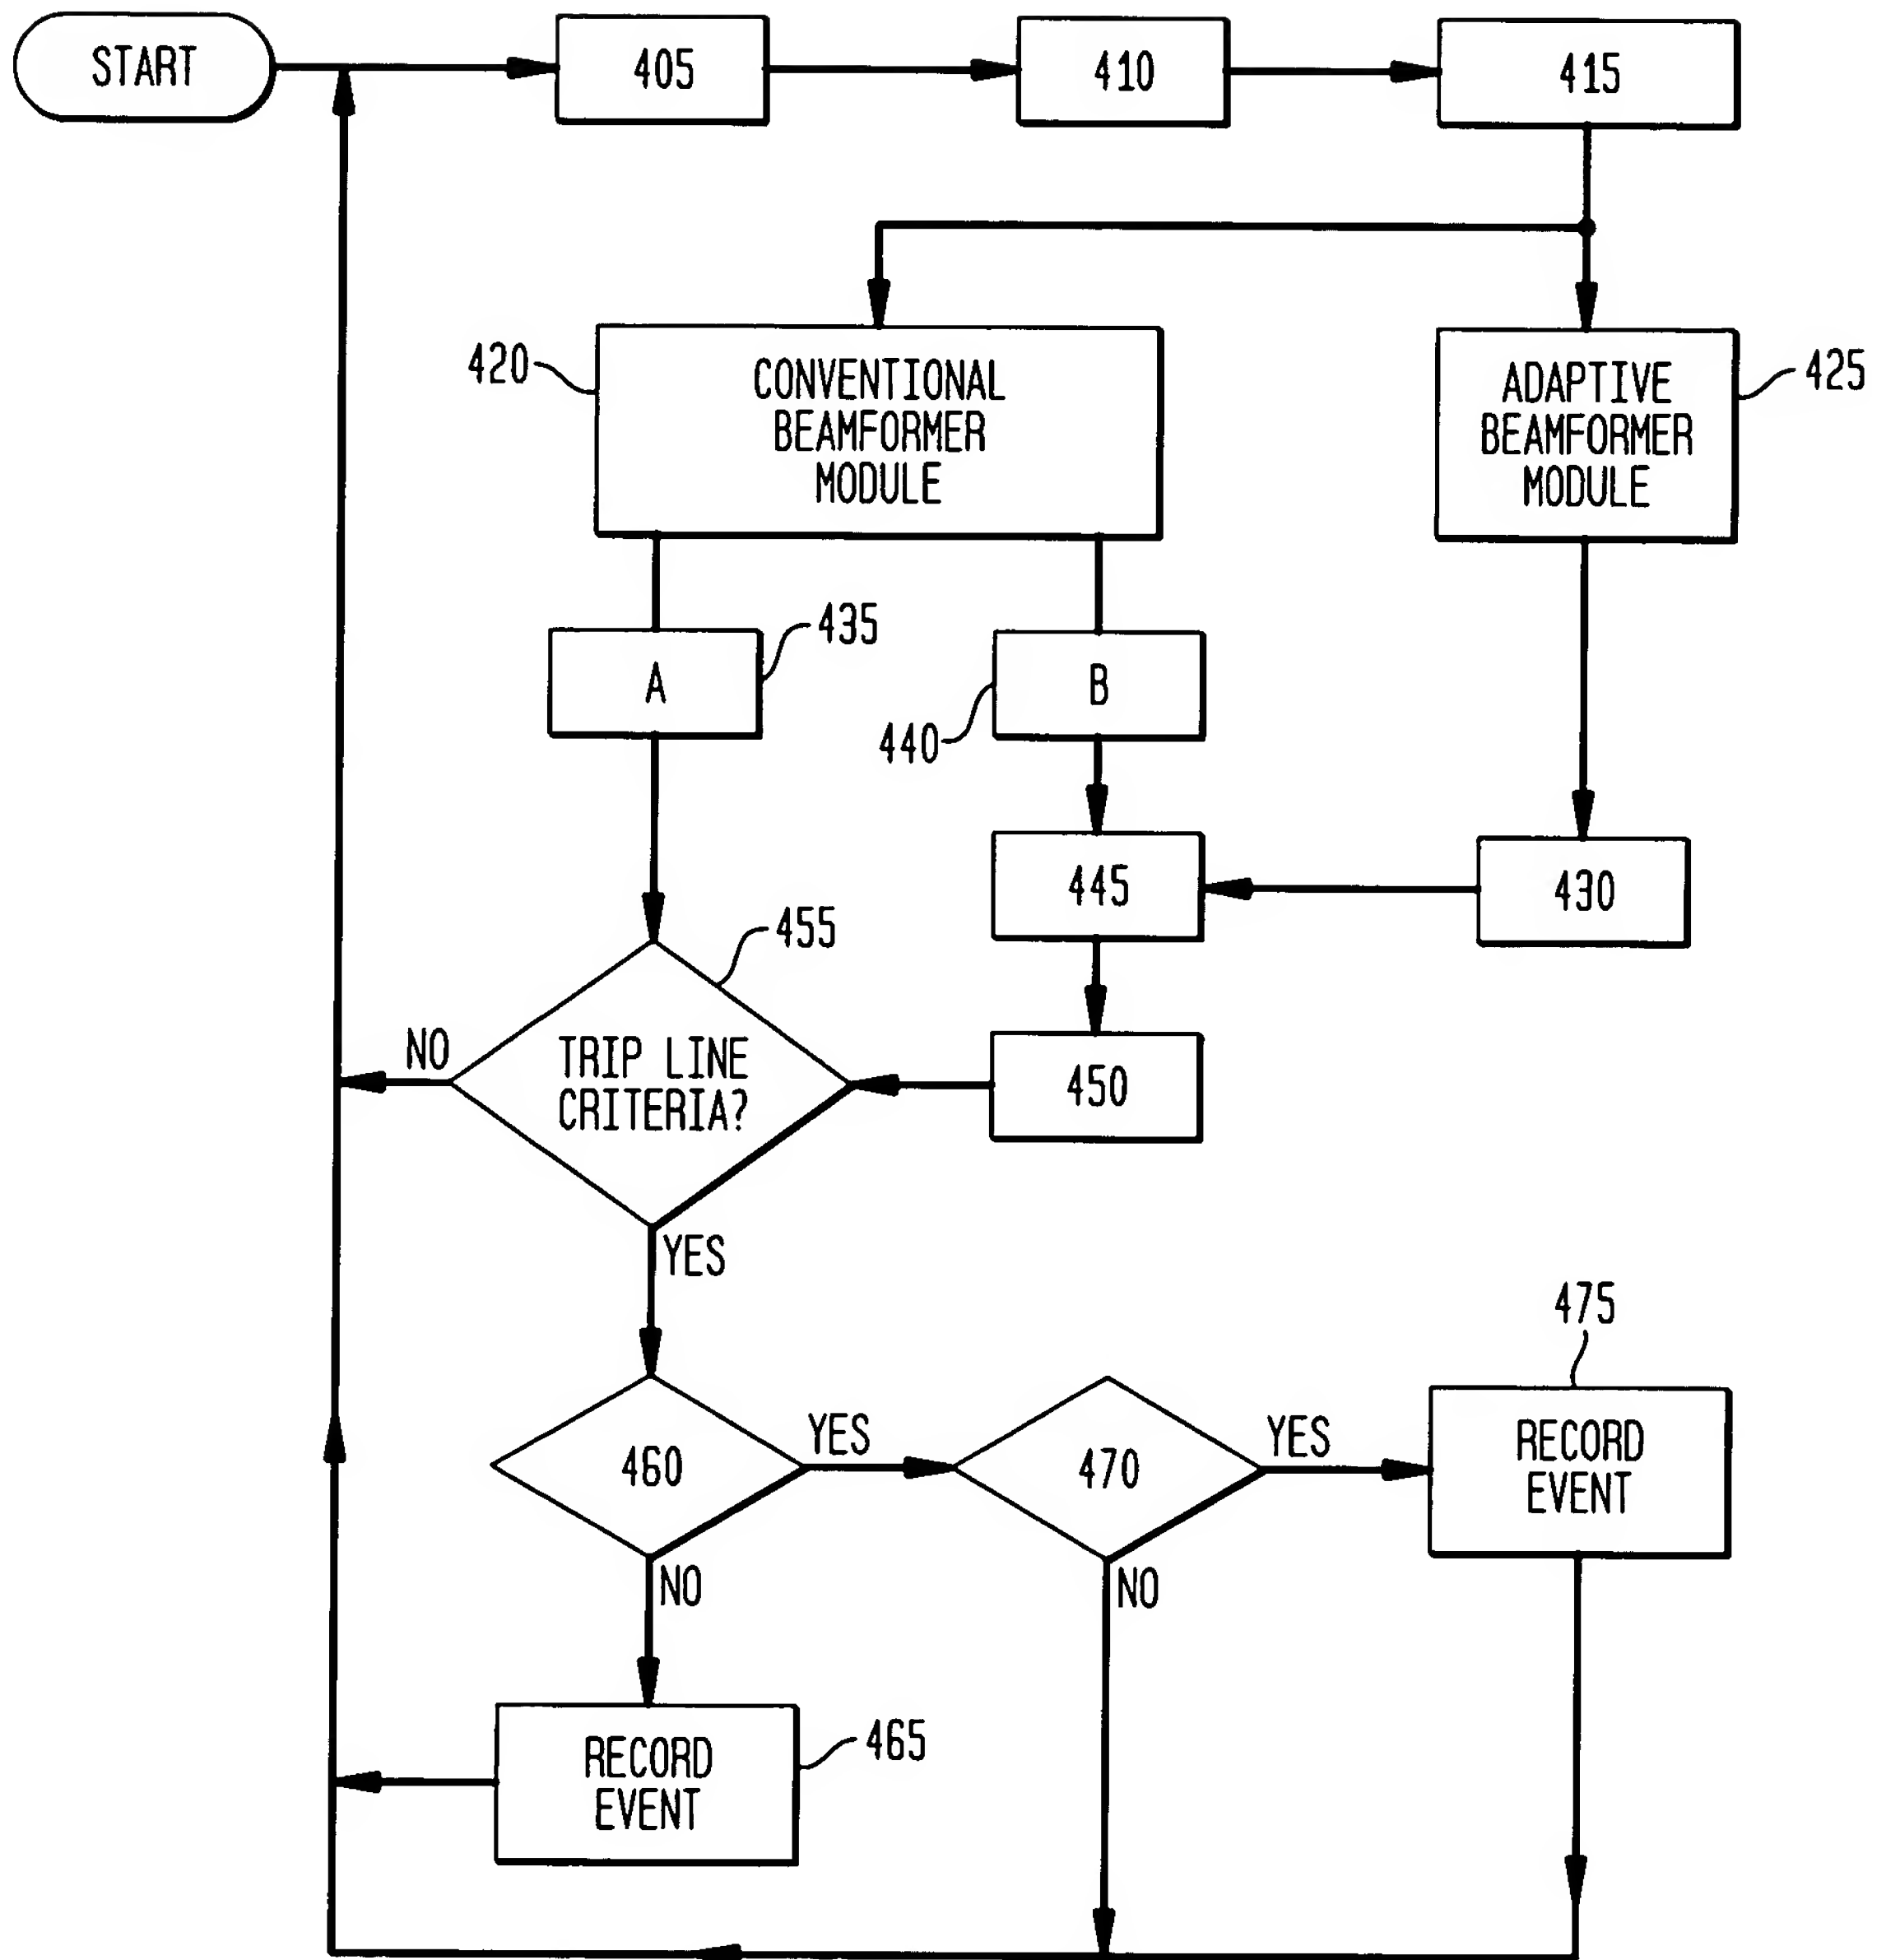 START
405
410
415
420
CONVENTIONAL
BEAMFORMER
MODULE
ADAPTIVE
BEAMFORMER
MODULE
425
A
435
B
440
445
430
455
NO
TRIP LINE
CRITERIA?
450
YES
460
YES
470
YES
475
RECORD
EVENT
NO
NO
RECORD
EVENT
465